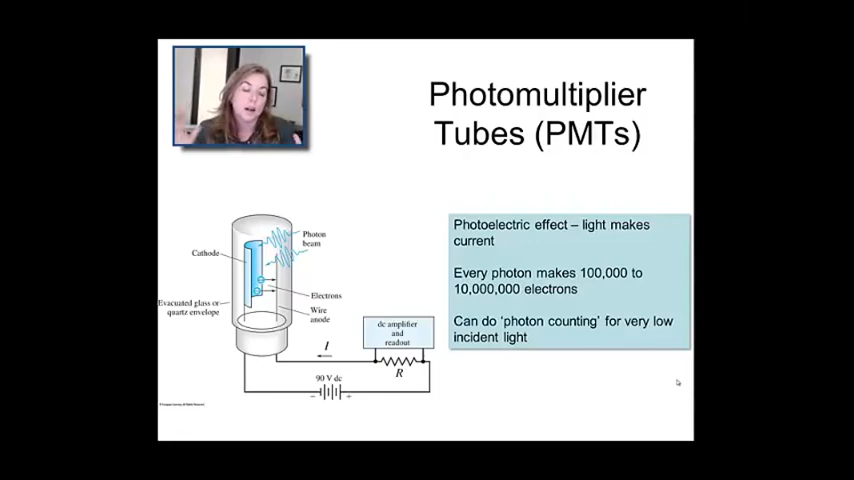 Photomultiplier
Tubes (PMTs)
Photon
beam
Cathode
Electrons
Evacuated glass or
quartz envelope
Wire
anode
dc amplifier
and
readout
I
R
90 V dc
– +
Photoelectric effect – light makes
current
Every photon makes 100,000 to
10,000,000 electrons
Can do ‘photon counting’ for very low
incident light